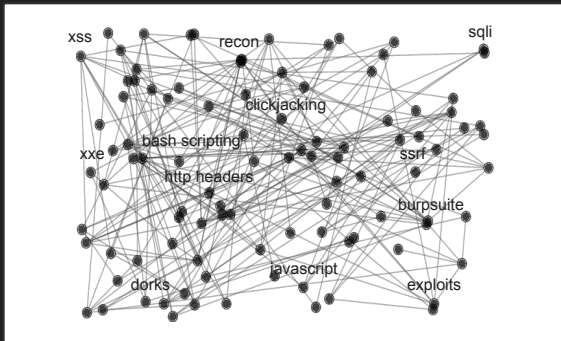 xss
recon
sqli
clickjacking
bash scripting
xxe
ssrf
http headers
burpsuite
javascript
dorks
exploits